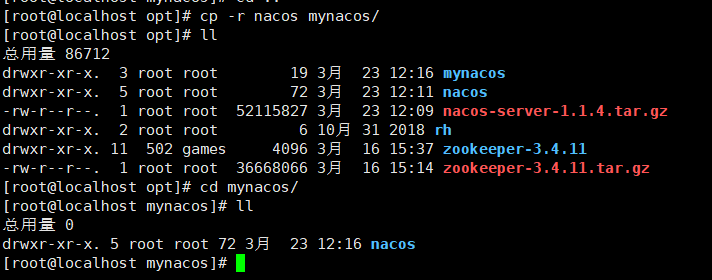 [root@localhost opt]# cp -r nacos mynacos/
[root@localhost opt]# ll
总用量 86712
drwxr-xr-x.  3 root root       19 3月  23 12:16 mynacos
drwxr-xr-x.  5 root root       72 3月  23 12:11 nacos
-rw-r--r--.  1 root root 52115827 3月  23 12:09 nacos-server-1.1.4.tar.gz
drwxr-xr-x.  2 root root        6 10月 31 2018 rh
drwxr-xr-x. 11  502 games    4096 3月  16 15:37 zookeeper-3.4.11
-rw-r--r--.  1 root root 36668066 3月  16 15:14 zookeeper-3.4.11.tar.gz
[root@localhost opt]# cd mynacos/
[root@localhost mynacos]# ll
总用量 0
drwxr-xr-x. 5 root root 72 3月  23 12:16 nacos
[root@localhost mynacos]#